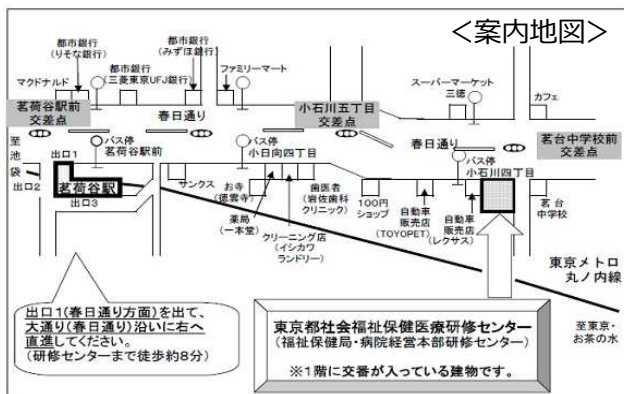 ＜案内地図＞
都市銀行
(りそな銀行)
都市銀行
(みずほ銀行)
都市銀行
(三菱東京UFJ銀行)
ファミリーマート
マクドナルド
スーパーマーケット
三徳
カフェ
茗荷谷駅前
交差点
春日通り
小石川五丁目
交差点
春日通り
茗台中学校前
交差点
至
池
袋
出口1
バス停
茗荷谷駅前
バス停
小日向四丁目
バス停
小石川四丁目
出口2
茗荷谷駅
出口3
サンクス
お寺
(徳雲寺)
薬局
(一本堂)
クリーニング店
(イシカワ
ランドリー)
歯医者
(岩佐歯科
クリニック)
100円
ショップ
自動車
販売店
(TOYOPET)
自動車
販売店
(レクサス)
茗台
中学校
東京メトロ
丸ノ内線
至東京・
お茶の水
出口1(春日通り方面)を出て、
大通り(春日通り)沿いに右へ
直進してください。
(研修センターまで徒歩約8分)
東京都社会福祉保健医療研修センター
(福祉保健局・病院経営本部研修センター)
※1階に交番が入っている建物です。